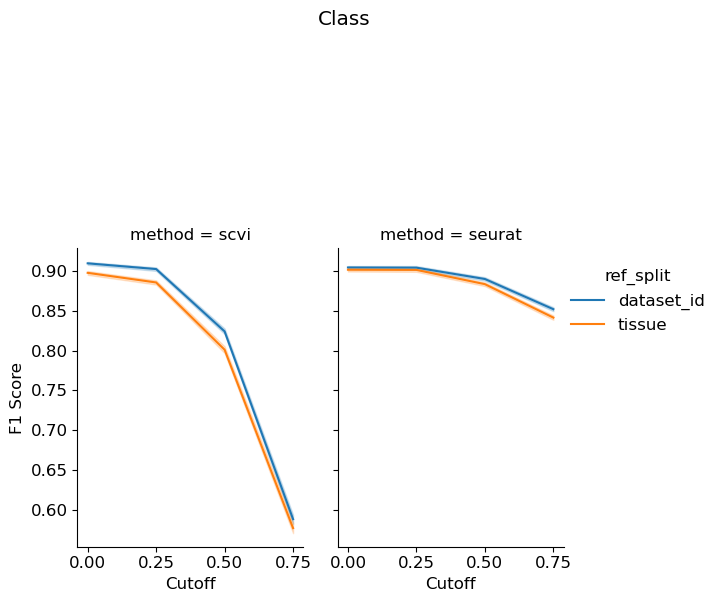 Class
method = scvi
method = seurat
F1 Score
0.90
0.85
0.80
0.75
0.70
0.65
0.60
0.00 0.25 0.50 0.75
Cutoff
0.00 0.25 0.50 0.75
Cutoff
ref_split
dataset_id
tissue